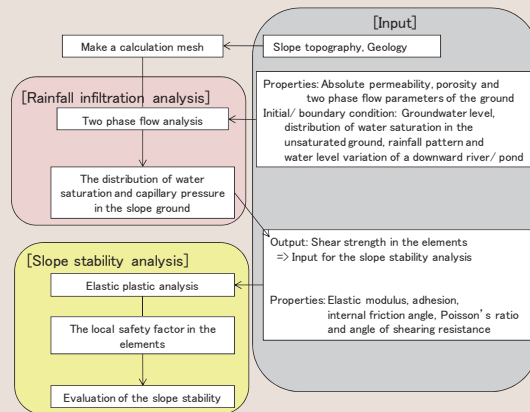 [Input]
Make a calculation mesh
Slope topography, Geology
[Rainfall infiltration analysis]
Two phase flow analysis
Properties: Absolute permeability, porosity and
two phase flow parameters of the ground
Initial/ boundary condition: Groundwater level,
distribution of water saturation in the
unsaturated ground, rainfall pattern and
water level variation of a downward river/ pond
The distribution of water
saturation and capillary pressure
in the slope ground
Output: Shear strength in the elements
=> Input for the slope stability analysis
[Slope stability analysis]
Elastic plastic analysis
Properties: Elastic modulus, adhesion,
internal friction angle, Poisson's ratio
and angle of shearing resistance
The local safety factor in the
elements
Evaluation of the slope stability